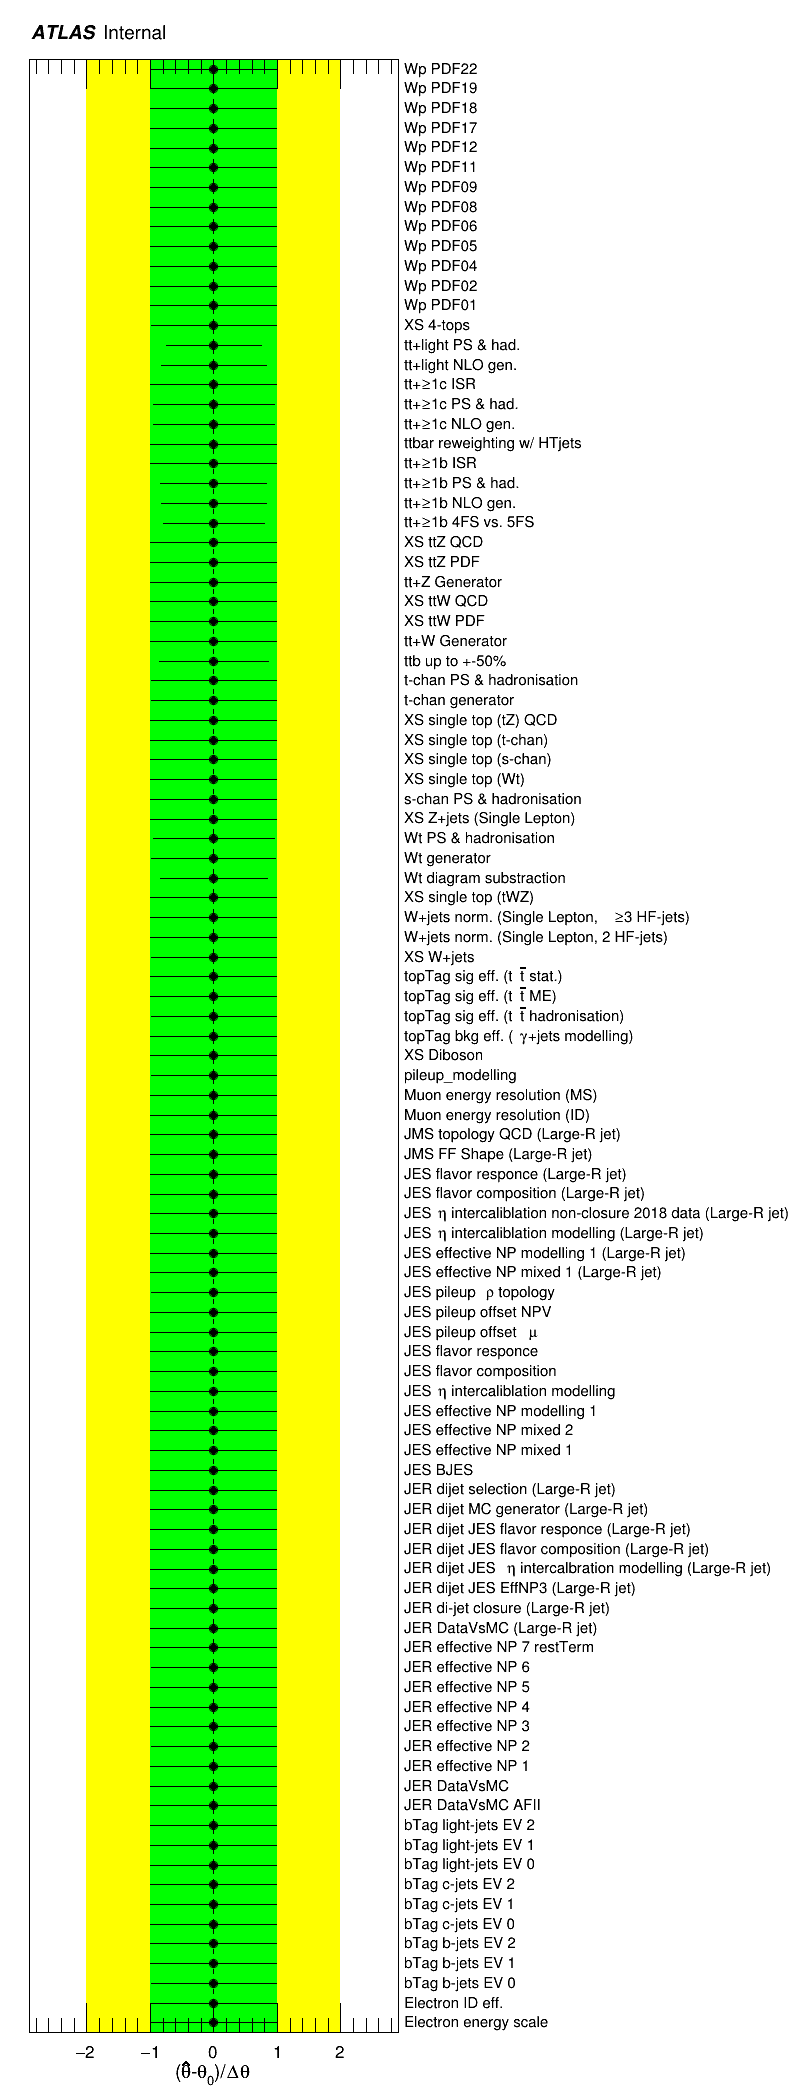 ATLAS Internal
Wp PDF22
Wp PDF19
Wp PDF18
Wp PDF17
Wp PDF12
Wp PDF11
Wp PDF09
Wp PDF08
Wp PDF06
Wp PDF05
Wp PDF04
Wp PDF02
Wp PDF01
XS 4-tops
tt+light PS & had.
tt+light NLO gen.
tt+≥1c ISR
tt+≥1c PS & had.
tt+≥1c NLO gen.
ttbar reweighting w/ HTjets
tt+≥1b ISR
tt+≥1b PS & had.
tt+≥1b NLO gen.
tt+≥1b 4FS vs. 5FS
XS ttZ QCD
XS ttZ PDF
tt+Z Generator
XS ttW QCD
XS ttW PDF
tt+W Generator
ttb up to +-50%
t-chan PS & hadronisation
t-chan generator
XS single top (tZ) QCD
XS single top (t-chan)
XS single top (s-chan)
XS single top (Wt)
s-chan PS & hadronisation
XS Z+jets (Single Lepton)
Wt PS & hadronisation
Wt generator
Wt diagram substraction
XS single top (tWZ)
W+jets norm. (Single Lepton, ≥3 HF-jets)
W+jets norm. (Single Lepton, 2 HF-jets)
XS W+jets
topTag sig eff. (t t̄ stat.)
topTag sig eff. (t t̄ ME)
topTag sig eff. (t t̄ hadronisation)
topTag bkg eff. ( γ+jets modelling)
XS Diboson
pileup_modelling
Muon energy resolution (MS)
Muon energy resolution (ID)
JMS topology QCD (Large-R jet)
JMS FF Shape (Large-R jet)
JES flavor responce (Large-R jet)
JES flavor composition (Large-R jet)
JES η intercaliblation non-closure 2018 data (Large-R jet)
JES η intercaliblation modelling (Large-R jet)
JES effective NP modelling 1 (Large-R jet)
JES effective NP mixed 1 (Large-R jet)
JES pileup ρ topology
JES pileup offset NPV
JES pileup offset μ
JES flavor responce
JES flavor composition
JES η intercaliblation modelling
JES effective NP modelling 1
JES effective NP mixed 2
JES effective NP mixed 1
JES BJES
JER dijet selection (Large-R jet)
JER dijet MC generator (Large-R jet)
JER dijet JES flavor responce (Large-R jet)
JER dijet JES flavor composition (Large-R jet)
JER dijet JES η intercalbration modelling (Large-R jet)
JER dijet JES EffNP3 (Large-R jet)
JER di-jet closure (Large-R jet)
JER DataVsMC (Large-R jet)
JER effective NP 7 restTerm
JER effective NP 6
JER effective NP 5
JER effective NP 4
JER effective NP 3
JER effective NP 2
JER effective NP 1
JER DataVsMC
JER DataVsMC AFII
bTag light-jets EV 2
bTag light-jets EV 1
bTag light-jets EV 0
bTag c-jets EV 2
bTag c-jets EV 1
bTag c-jets EV 0
bTag b-jets EV 2
bTag b-jets EV 1
bTag b-jets EV 0
Electron ID eff.
Electron energy scale
−2 −1 0 1 2
(θ̂-θ₀)/Δθ